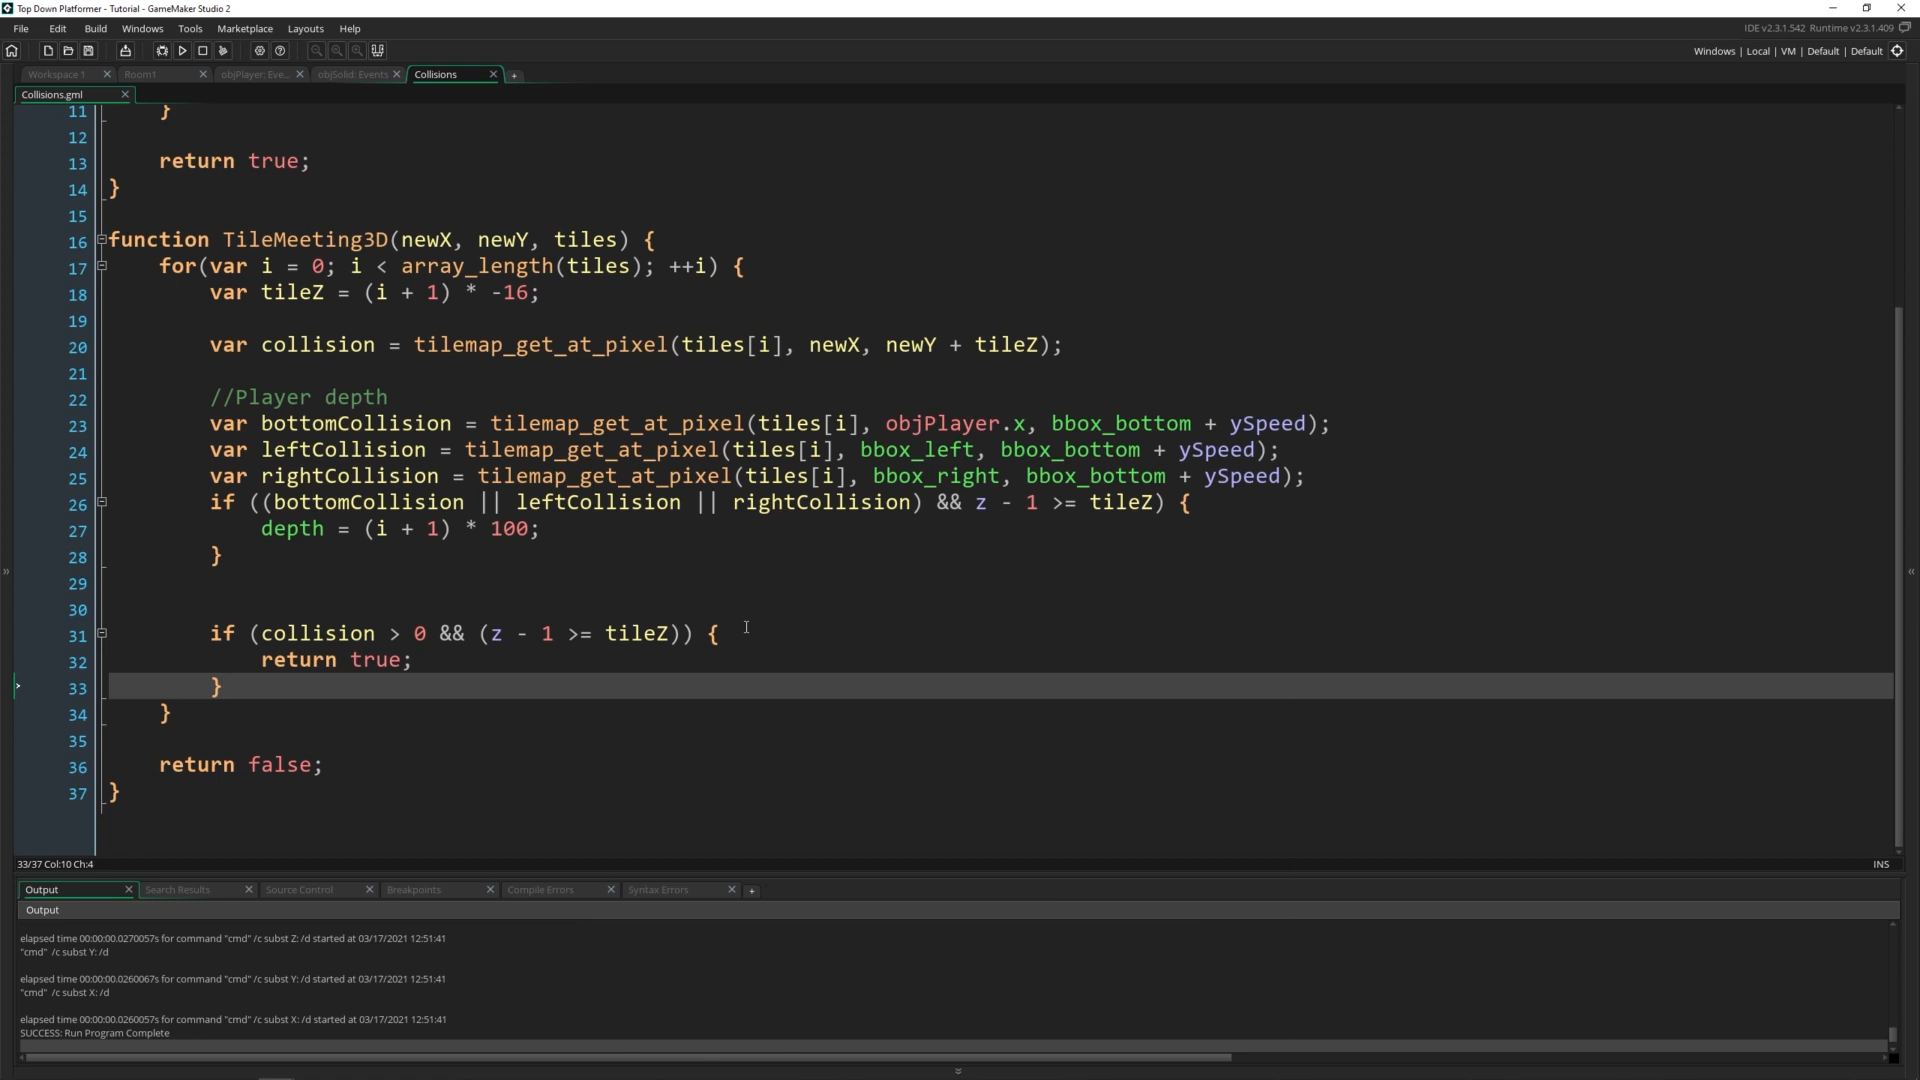 Top Down Platformer - Tutorial - GameMaker Studio 2
File Edit Build Windows Tools Marketplace Layouts Help
IDE v2.3.1.542 Runtime v2.3.1.409
Windows | Local | VM | Default | Default
Workspace 1 Room1 objPlayer: Eve... objSolid: Events Collisions
Collisions.gml
11 }
12
13 return true;
14 }
15
16 function TileMeeting3D(newX, newY, tiles) {
17 for(var i = 0; i < array_length(tiles); ++i) {
18 var tileZ = (i + 1) * -16;
19
20 var collision = tilemap_get_at_pixel(tiles[i], newX, newY + tileZ);
21
22 //Player depth
23 var bottomCollision = tilemap_get_at_pixel(tiles[i], objPlayer.x, bbox_bottom + ySpeed);
24 var leftCollision = tilemap_get_at_pixel(tiles[i], bbox_left, bbox_bottom + ySpeed);
25 var rightCollision = tilemap_get_at_pixel(tiles[i], bbox_right, bbox_bottom + ySpeed);
26 if ((bottomCollision || leftCollision || rightCollision) && z - 1 >= tileZ) {
27 depth = (i + 1) * 100;
28 }
29
30
31 if (collision > 0 && (z - 1 >= tileZ)) {
32 return true;
33 }
34 }
35
36 return false;
37 }
33/37 Col:10 Ch:4
INS
Output Search Results Source Control Breakpoints Compile Errors Syntax Errors
Output
elapsed time 00:00:00.0270057s for command "cmd" /c subst Z: /d started at 03/17/2021 12:51:41
"cmd" /c subst Y: /d
elapsed time 00:00:00.0260067s for command "cmd" /c subst Y: /d started at 03/17/2021 12:51:41
"cmd" /c subst X: /d
elapsed time 00:00:00.0260057s for command "cmd" /c subst X: /d started at 03/17/2021 12:51:41
SUCCESS: Run Program Complete